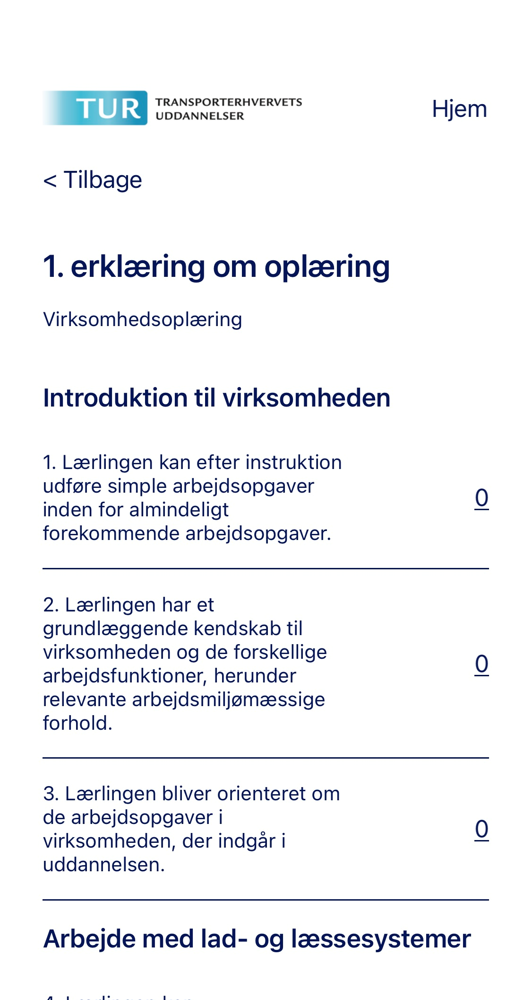 TUR TRANSPORTERHVERVETS
UDDANNELSER
Hjem
< Tilbage
1. erklæring om oplæring
Virksomhedsoplæring
Introduktion til virksomheden
1. Lærlingen kan efter instruktion
udføre simple arbejdsopgaver
inden for almindeligt
forekommende arbejdsopgaver.
0
2. Lærlingen har et
grundlæggende kendskab til
virksomheden og de forskellige
arbejdsfunktioner, herunder
relevante arbejdsmiljømæssige
forhold.
0
3. Lærlingen bliver orienteret om
de arbejdsopgaver i
virksomheden, der indgår i
uddannelsen.
0
Arbejde med lad- og læssesystemer
4. Lærlingen kan